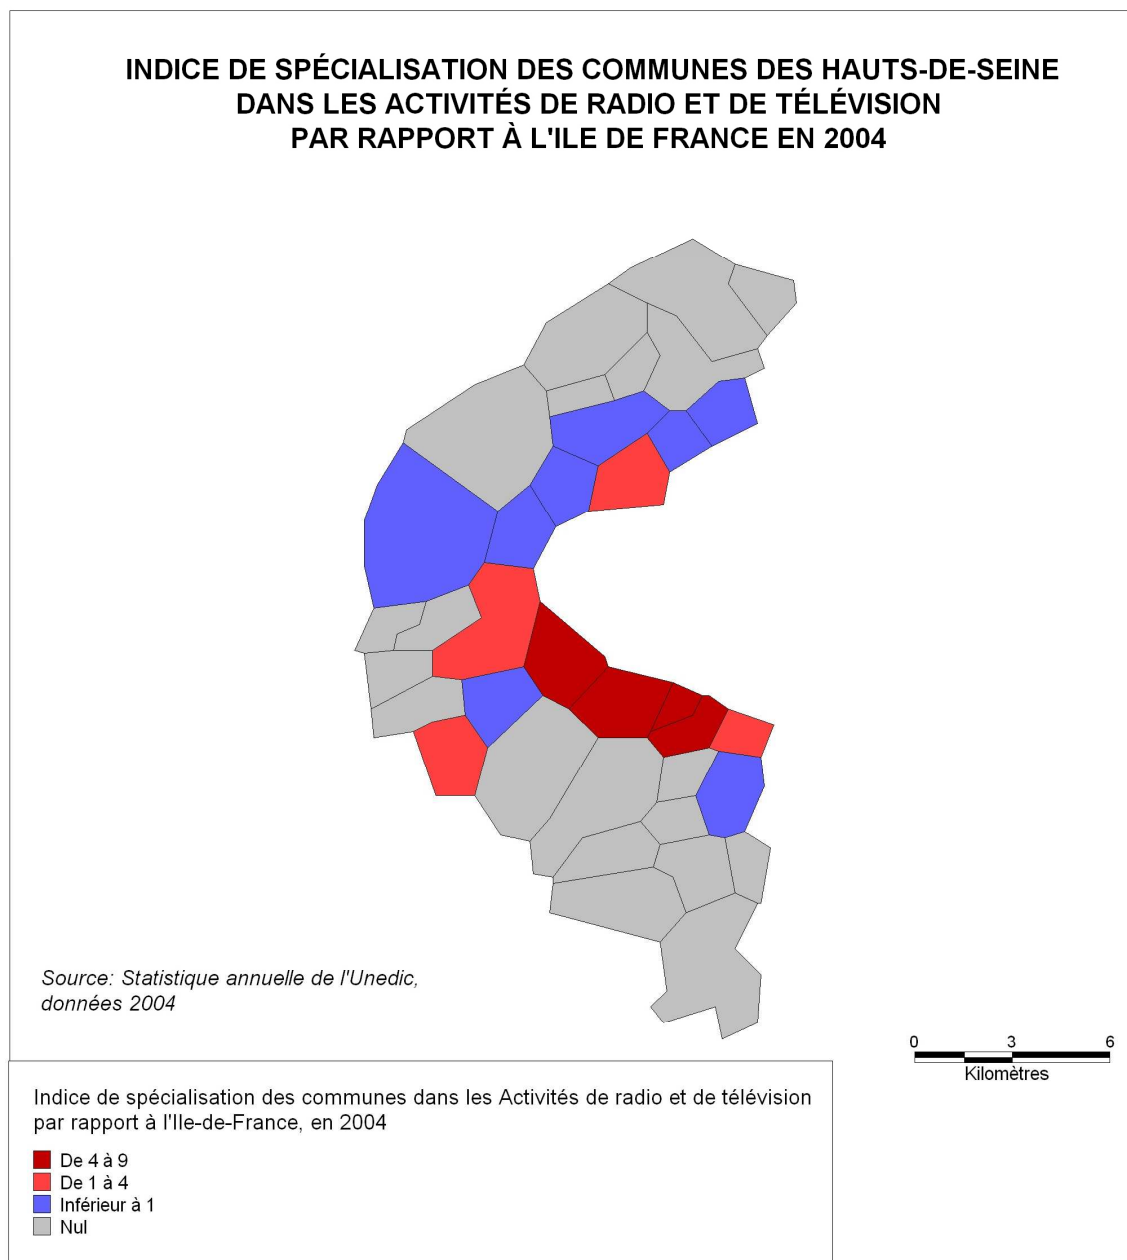 INDICE DE SPÉCIALISATION DES COMMUNES DES HAUTS-DE-SEINE
DANS LES ACTIVITÉS DE RADIO ET DE TÉLÉVISION
PAR RAPPORT À L'ILE DE FRANCE EN 2004
Source: Statistique annuelle de l'Unedic,
données 2004
0 3 6
Kilomètres
Indice de spécialisation des communes dans les Activités de radio et de télévision
par rapport à l'Ile-de-France, en 2004
De 4 à 9
De 1 à 4
Inférieur à 1
Nul